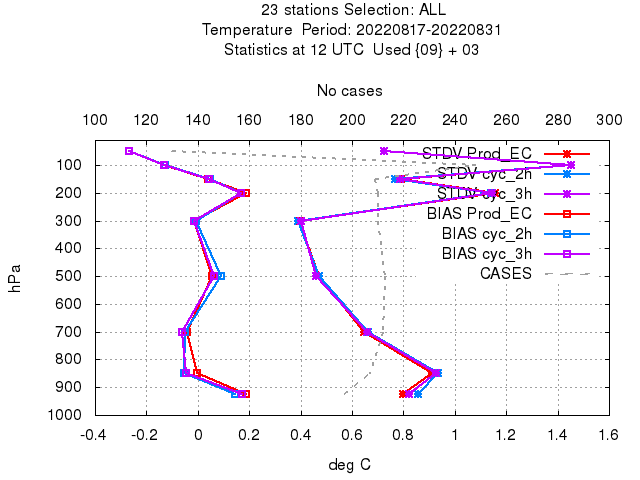 23 stations Selection: ALL
Temperature  Period: 20220817-20220831
Statistics at 12 UTC  Used {09} + 03
No cases
100 120 140 160 180 200 220 240 260 280 300
STDV Prod_EC
STDV cyc_2h
STDV cyc_3h
BIAS Prod_EC
BIAS cyc_2h
BIAS cyc_3h
CASES
hPa
100
200
300
400
500
600
700
800
900
1000
-0.4 -0.2 0 0.2 0.4 0.6 0.8 1 1.2 1.4 1.6
deg C